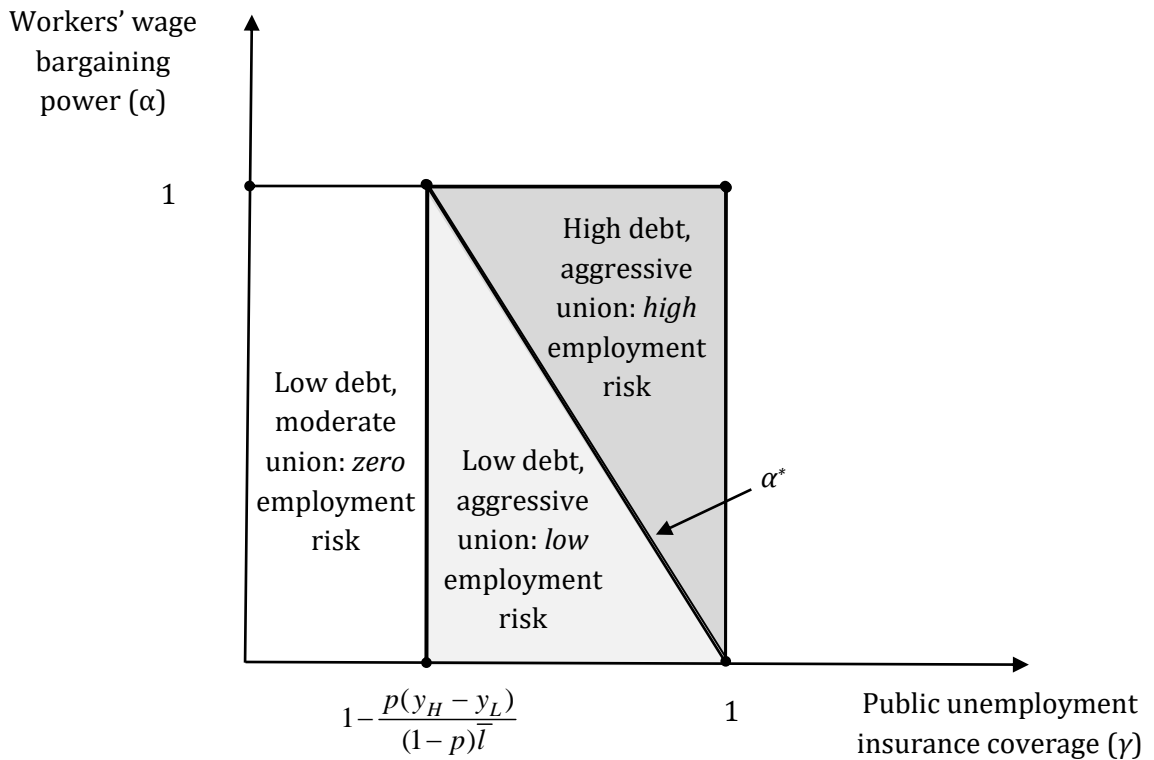 Workers’ wage
bargaining
power (α)
1
High debt,
aggressive
union: high
employment
risk
Low debt,
moderate
union: zero
employment
risk
Low debt,
aggressive
union: low
employment
risk
α*
1 − p(y_H − y_L) / (1 − p)l̄
1
Public unemployment
insurance coverage (γ)